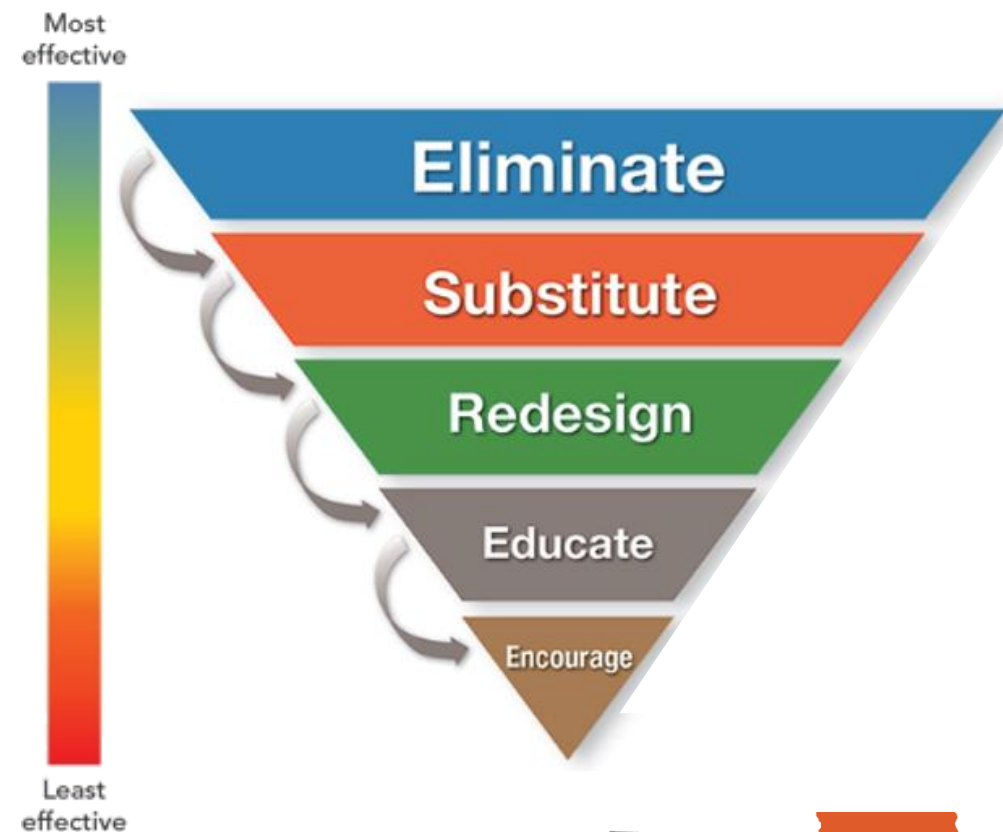 Most
effective
Eliminate
Substitute
Redesign
Educate
Encourage
Least
effective